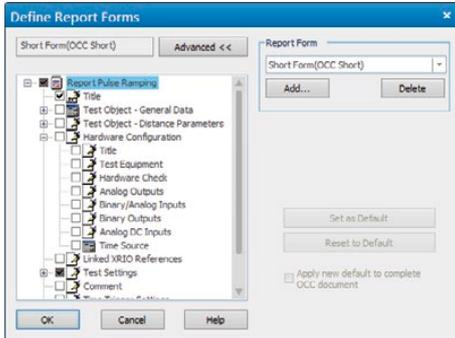 Define Report Forms
Short Form(OCC Short)
Advanced <<
Report Pulse Ramping
Title
Test Object - General Data
Test Object - Distance Parameters
Hardware Configuration
Title
Test Equipment
Hardware Check
Analog Outputs
Binary/Analog Inputs
Binary Outputs
Analog DC Inputs
Time Source
Linked XRIO References
Test Settings
Comment
Time Trigger Settings
OK
Cancel
Help
Report Form
Short Form(OCC Short)
Add...
Delete
Set as Default
Reset to Default
Apply new default to complete
OCC document